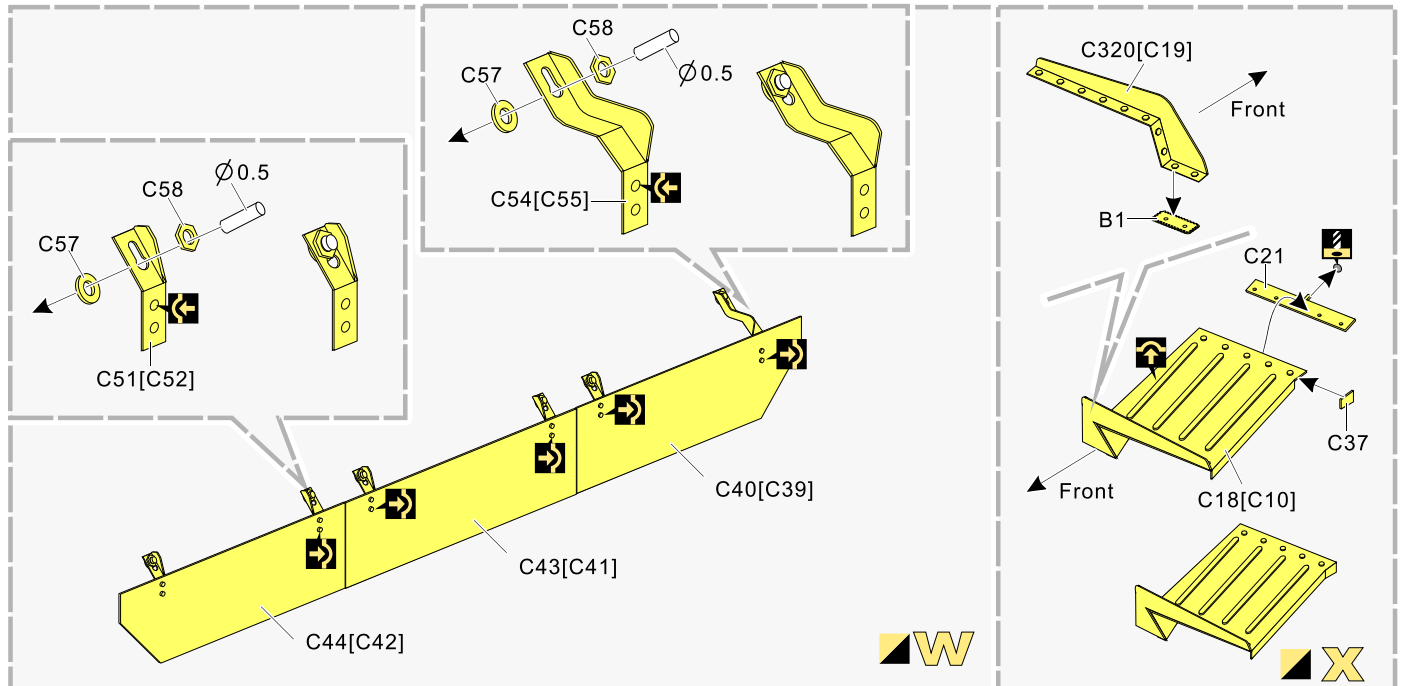 C58
Ø0.5
C57
C54[C55]
C58
Ø0.5
C57
C51[C52]
C40[C39]
C43[C41]
C44[C42]
W
C320[C19]
Front
B1
C21
C37
Front
C18[C10]
X